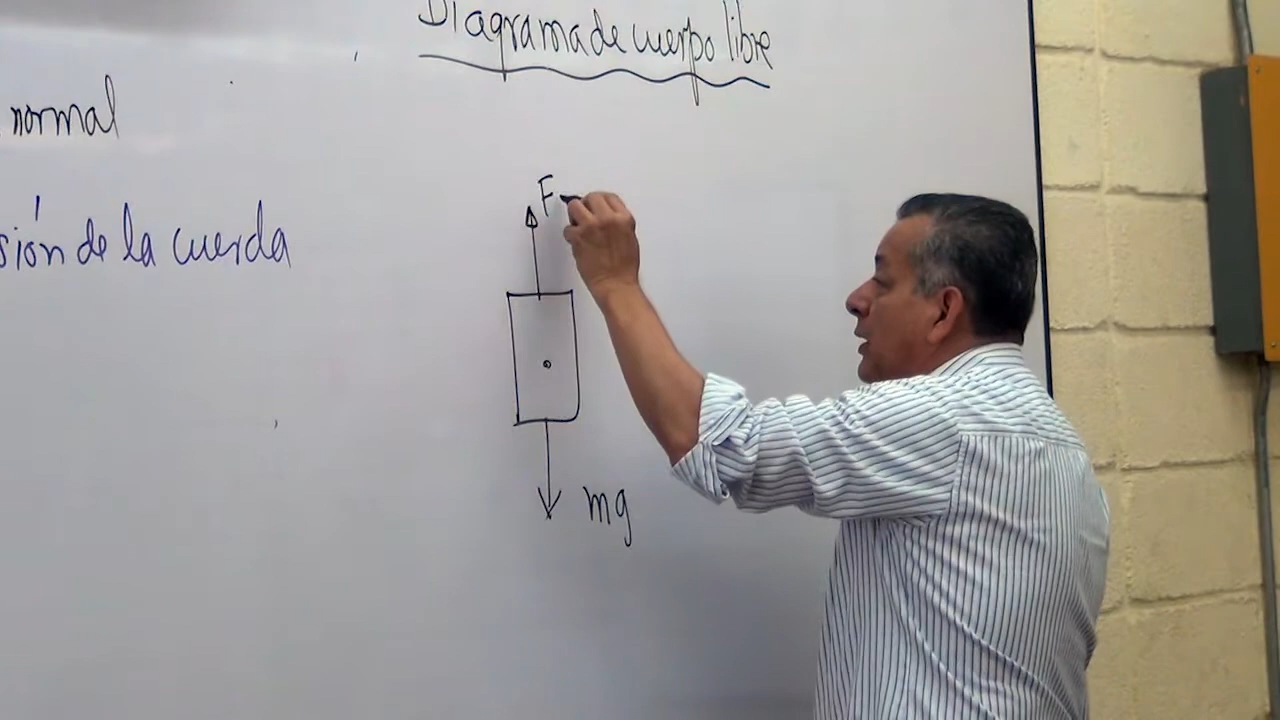 Diagrama de cuerpo libre
normal
sión de la cuerda
F
mg